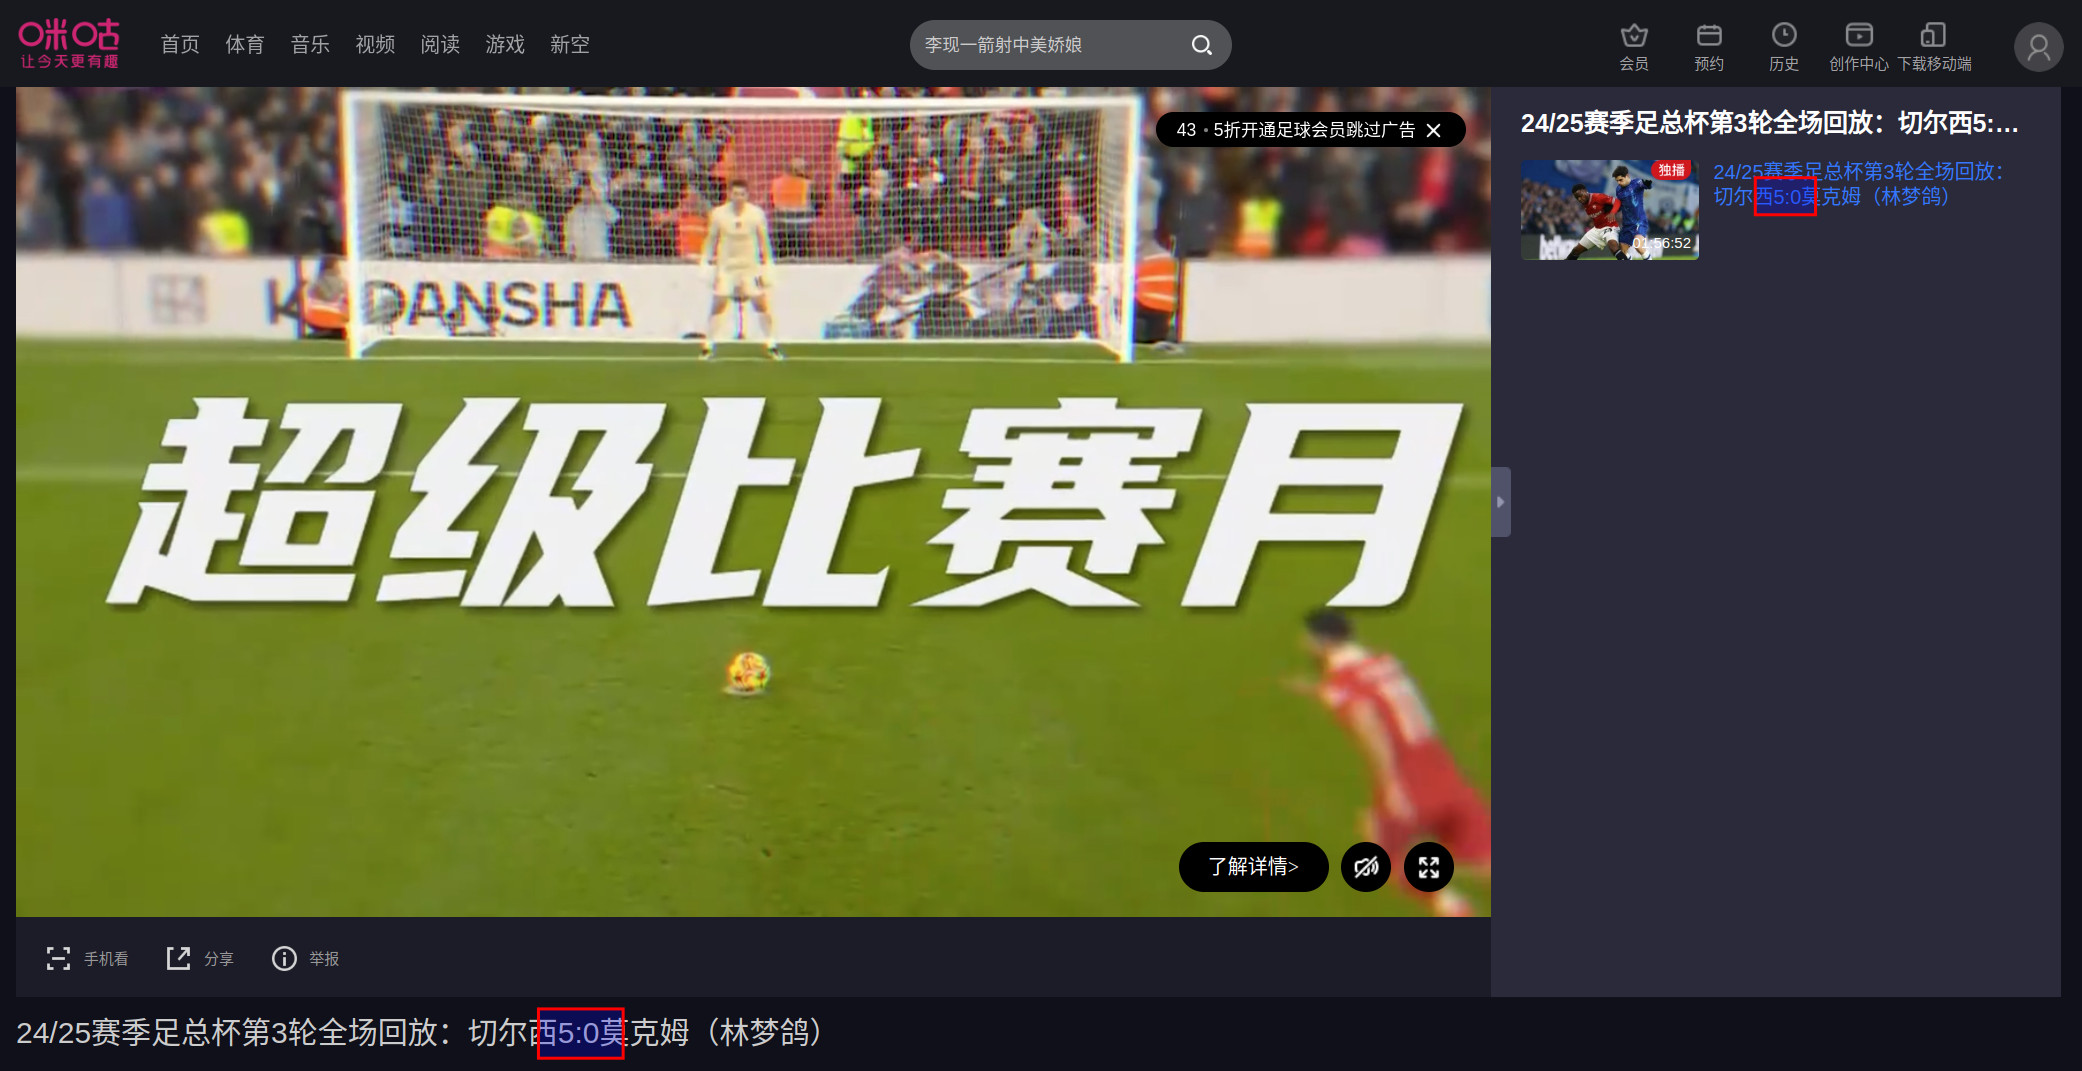 咪咕
让今天更有趣
首页 体育 音乐 视频 阅读 游戏 新空
李现一箭射中美娇娘
会员 预约 历史 创作中心 下载移动端
43 • 5折开通足球会员跳过广告
DANSHA
超级比赛月
了解详情>
24/25赛季足总杯第3轮全场回放：切尔西5:...
独播
01:56:52
24/25赛季足总杯第3轮全场回放：
切尔西5:0莫克姆（林梦鸽）
手机看 分享 举报
24/25赛季足总杯第3轮全场回放：切尔西5:0莫克姆（林梦鸽）